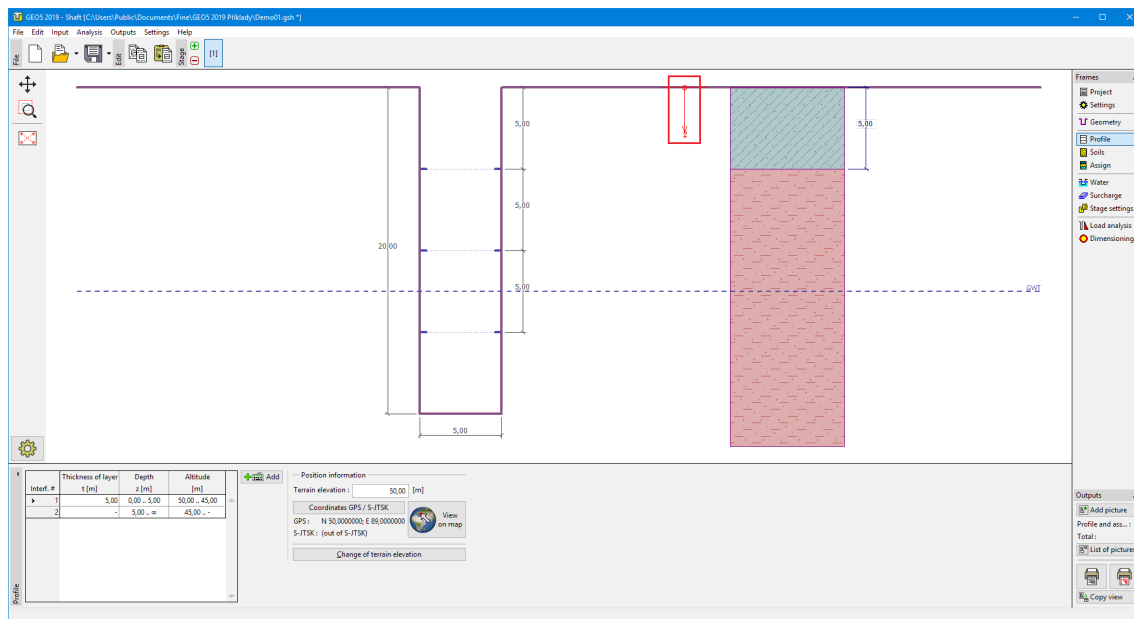 GEO5 2019 - Shaft [C:\Users\Public\Documents\Fine\GEO5 2019 Příklady\Demo01.gsh *]
File Edit Input Analysis Outputs Settings Help
File
Edit
Stage
[1]
5,00
5,00
5,00
20,00
5,00
5,00
GWT
+z
Frames
Project
Settings
Geometry
Profile
Soils
Assign
Water
Surcharge
Stage settings
Load analysis
Dimensioning
Outputs
Add picture
Profile and ass... :
Total :
List of pictures
Copy view
Profile
Interf. # Thickness of layer t [m] Depth z [m] Altitude [m]
1 5,00 0,00 .. 5,00 50,00 .. 45,00
2 - 5,00 .. ∞ 45,00 .. -
Add
Position information
Terrain elevation : 50,00 [m]
Coordinates GPS / S-JTSK
GPS : N 50,0000000; E 89,0000000
S-JTSK : (out of S-JTSK)
View on map
Change of terrain elevation